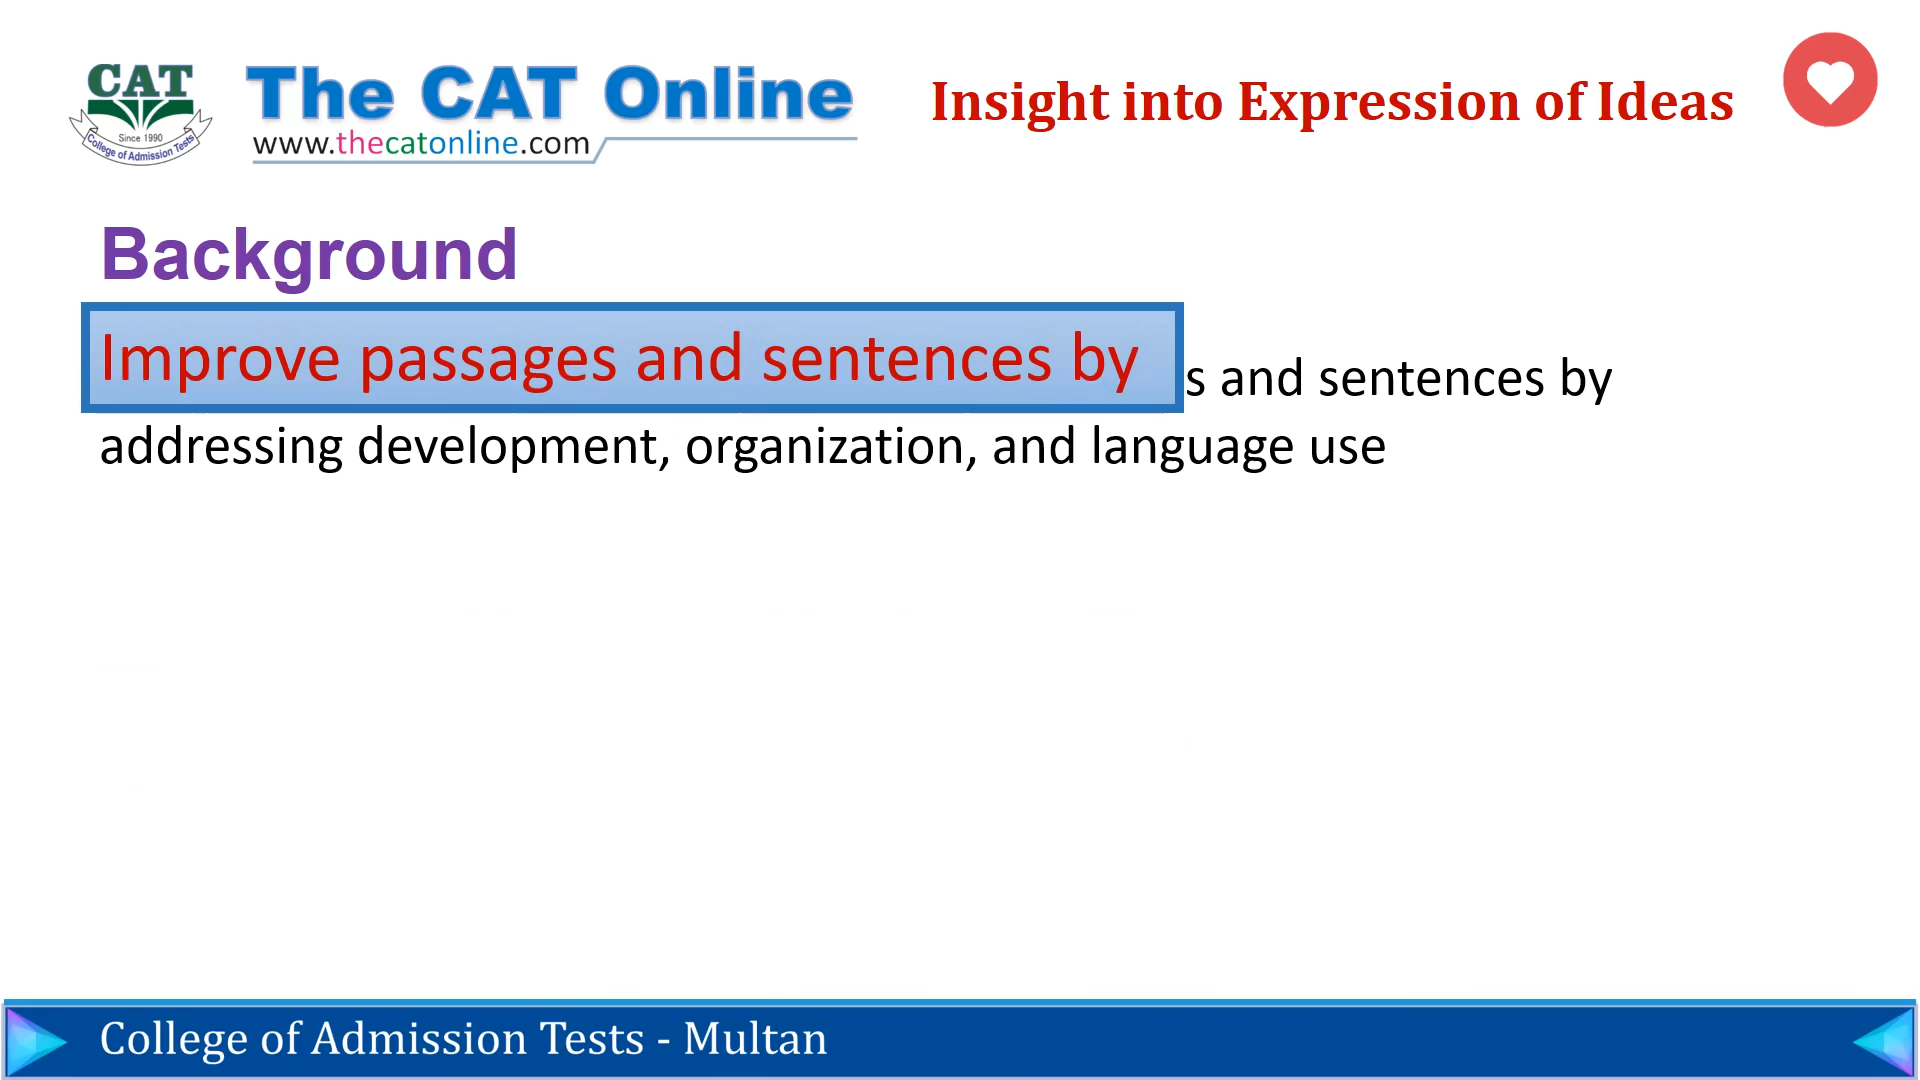 CAT
Since 1990
College of Admission Tests
The CAT Online
www.thecatonline.com
Insight into Expression of Ideas
Background
Improve passages and sentences by
s and sentences by
addressing development, organization, and language use
College of Admission Tests - Multan